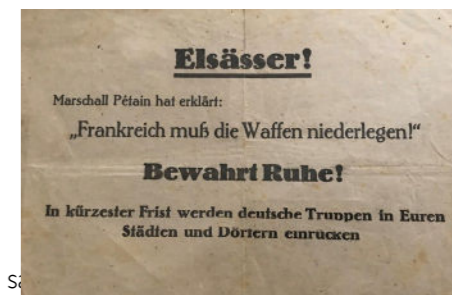 Elsässer!
Marschall Pétain hat erklärt:
„Frankreich muß die Waffen niederlegen!“
Bewahrt Ruhe!
In kürzester Frist werden deutsche Truppen in Euren
Städten und Dörfern einrücken